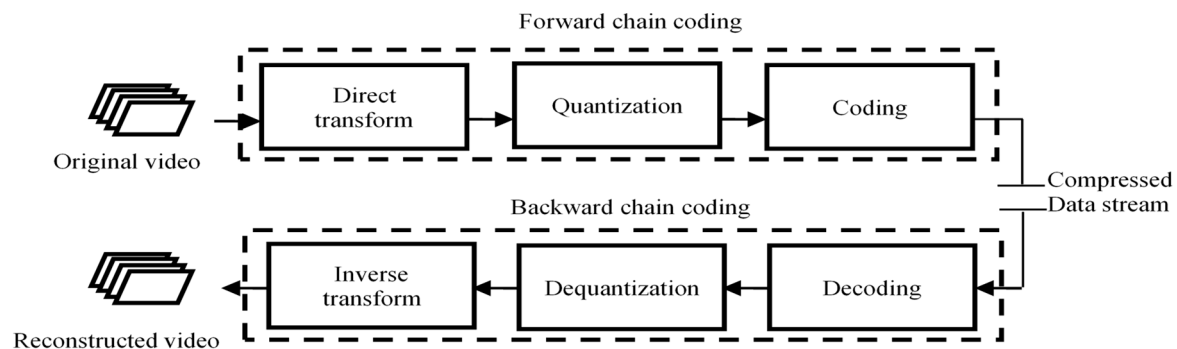 Forward chain coding
Direct
transform
Quantization
Coding
Original video
Compressed
Data stream
Backward chain coding
Inverse
transform
Dequantization
Decoding
Reconstructed video